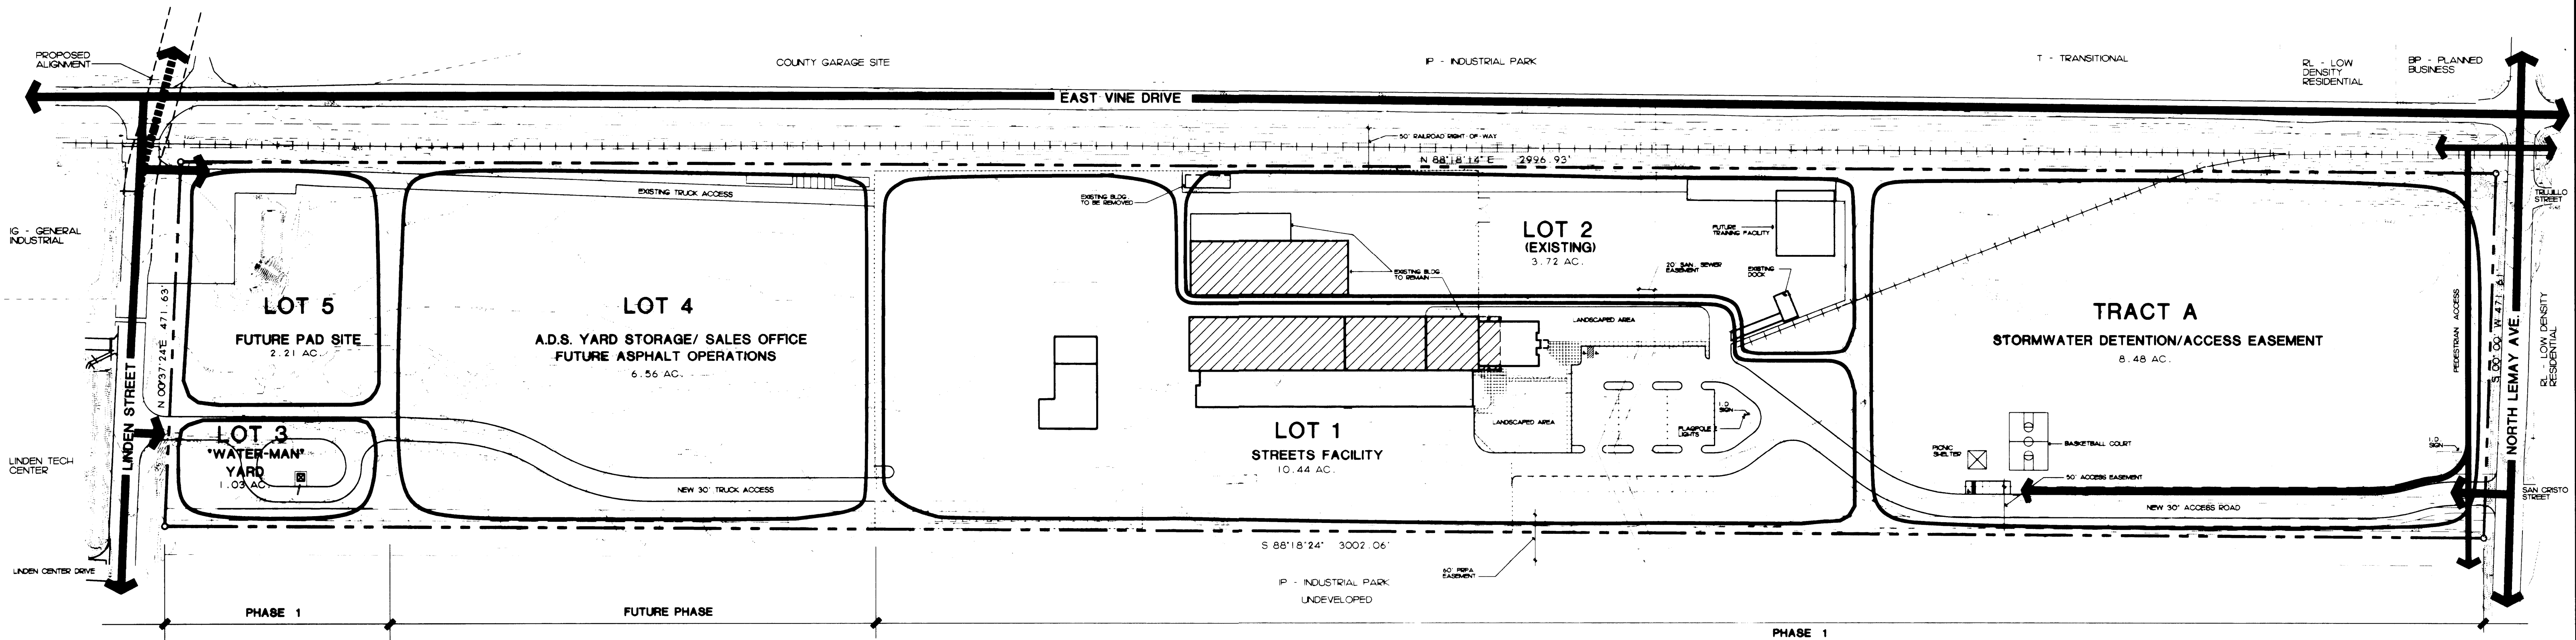 PROPOSED
ALIGNMENT
COUNTY GARAGE SITE
IP - INDUSTRIAL PARK
T - TRANSITIONAL
RL - LOW
DENSITY
RESIDENTIAL
BP - PLANNED
BUSINESS
EAST VINE DRIVE
50' RAILROAD RIGHT-OF-WAY
N 88°18'14" E 2996.93'
EXISTING TRUCK ACCESS
EXISTING BLDG
TO BE REMOVED
TRUJILLO
STREET
IG - GENERAL
INDUSTRIAL
LOT 2
(EXISTING)
3.72 AC.
FUTURE
TRAINING FACILITY
EXISTING BLDG
TO REMAIN
20' SAN. SEWER
EASEMENT
EXISTING
DOCK
LOT 5
FUTURE PAD SITE
2.21 AC.
LOT 4
A.D.S. YARD STORAGE/ SALES OFFICE
FUTURE ASPHALT OPERATIONS
6.56 AC.
LANDSCAPED AREA
TRACT A
STORMWATER DETENTION/ACCESS EASEMENT
8.48 AC.
PEDESTRIAN ACCESS
S 00°00'00" W 471.61'
NORTH LEMAY AVE.
RL - LOW DENSITY
RESIDENTIAL
N 00°37'24"E 471.63'
LINDEN STREET
LOT 3
"WATER-MAN"
YARD
1.03 AC.
LINDEN TECH
CENTER
NEW 30' TRUCK ACCESS
LOT 1
STREETS FACILITY
10.44 AC.
LANDSCAPED AREA
I.D
SIGN
FLAGPOLE &
LIGHTS
PICNIC
SHELTER
BASKETBALL COURT
I.D
SIGN
50' ACCESS EASEMENT
NEW 30' ACCESS ROAD
SAN CRISTO
STREET
S 88°18'24" 3002.06'
LINDEN CENTER DRIVE
60' PRPA
EASEMENT
IP - INDUSTRIAL PARK
UNDEVELOPED
PHASE 1
FUTURE PHASE
PHASE 1